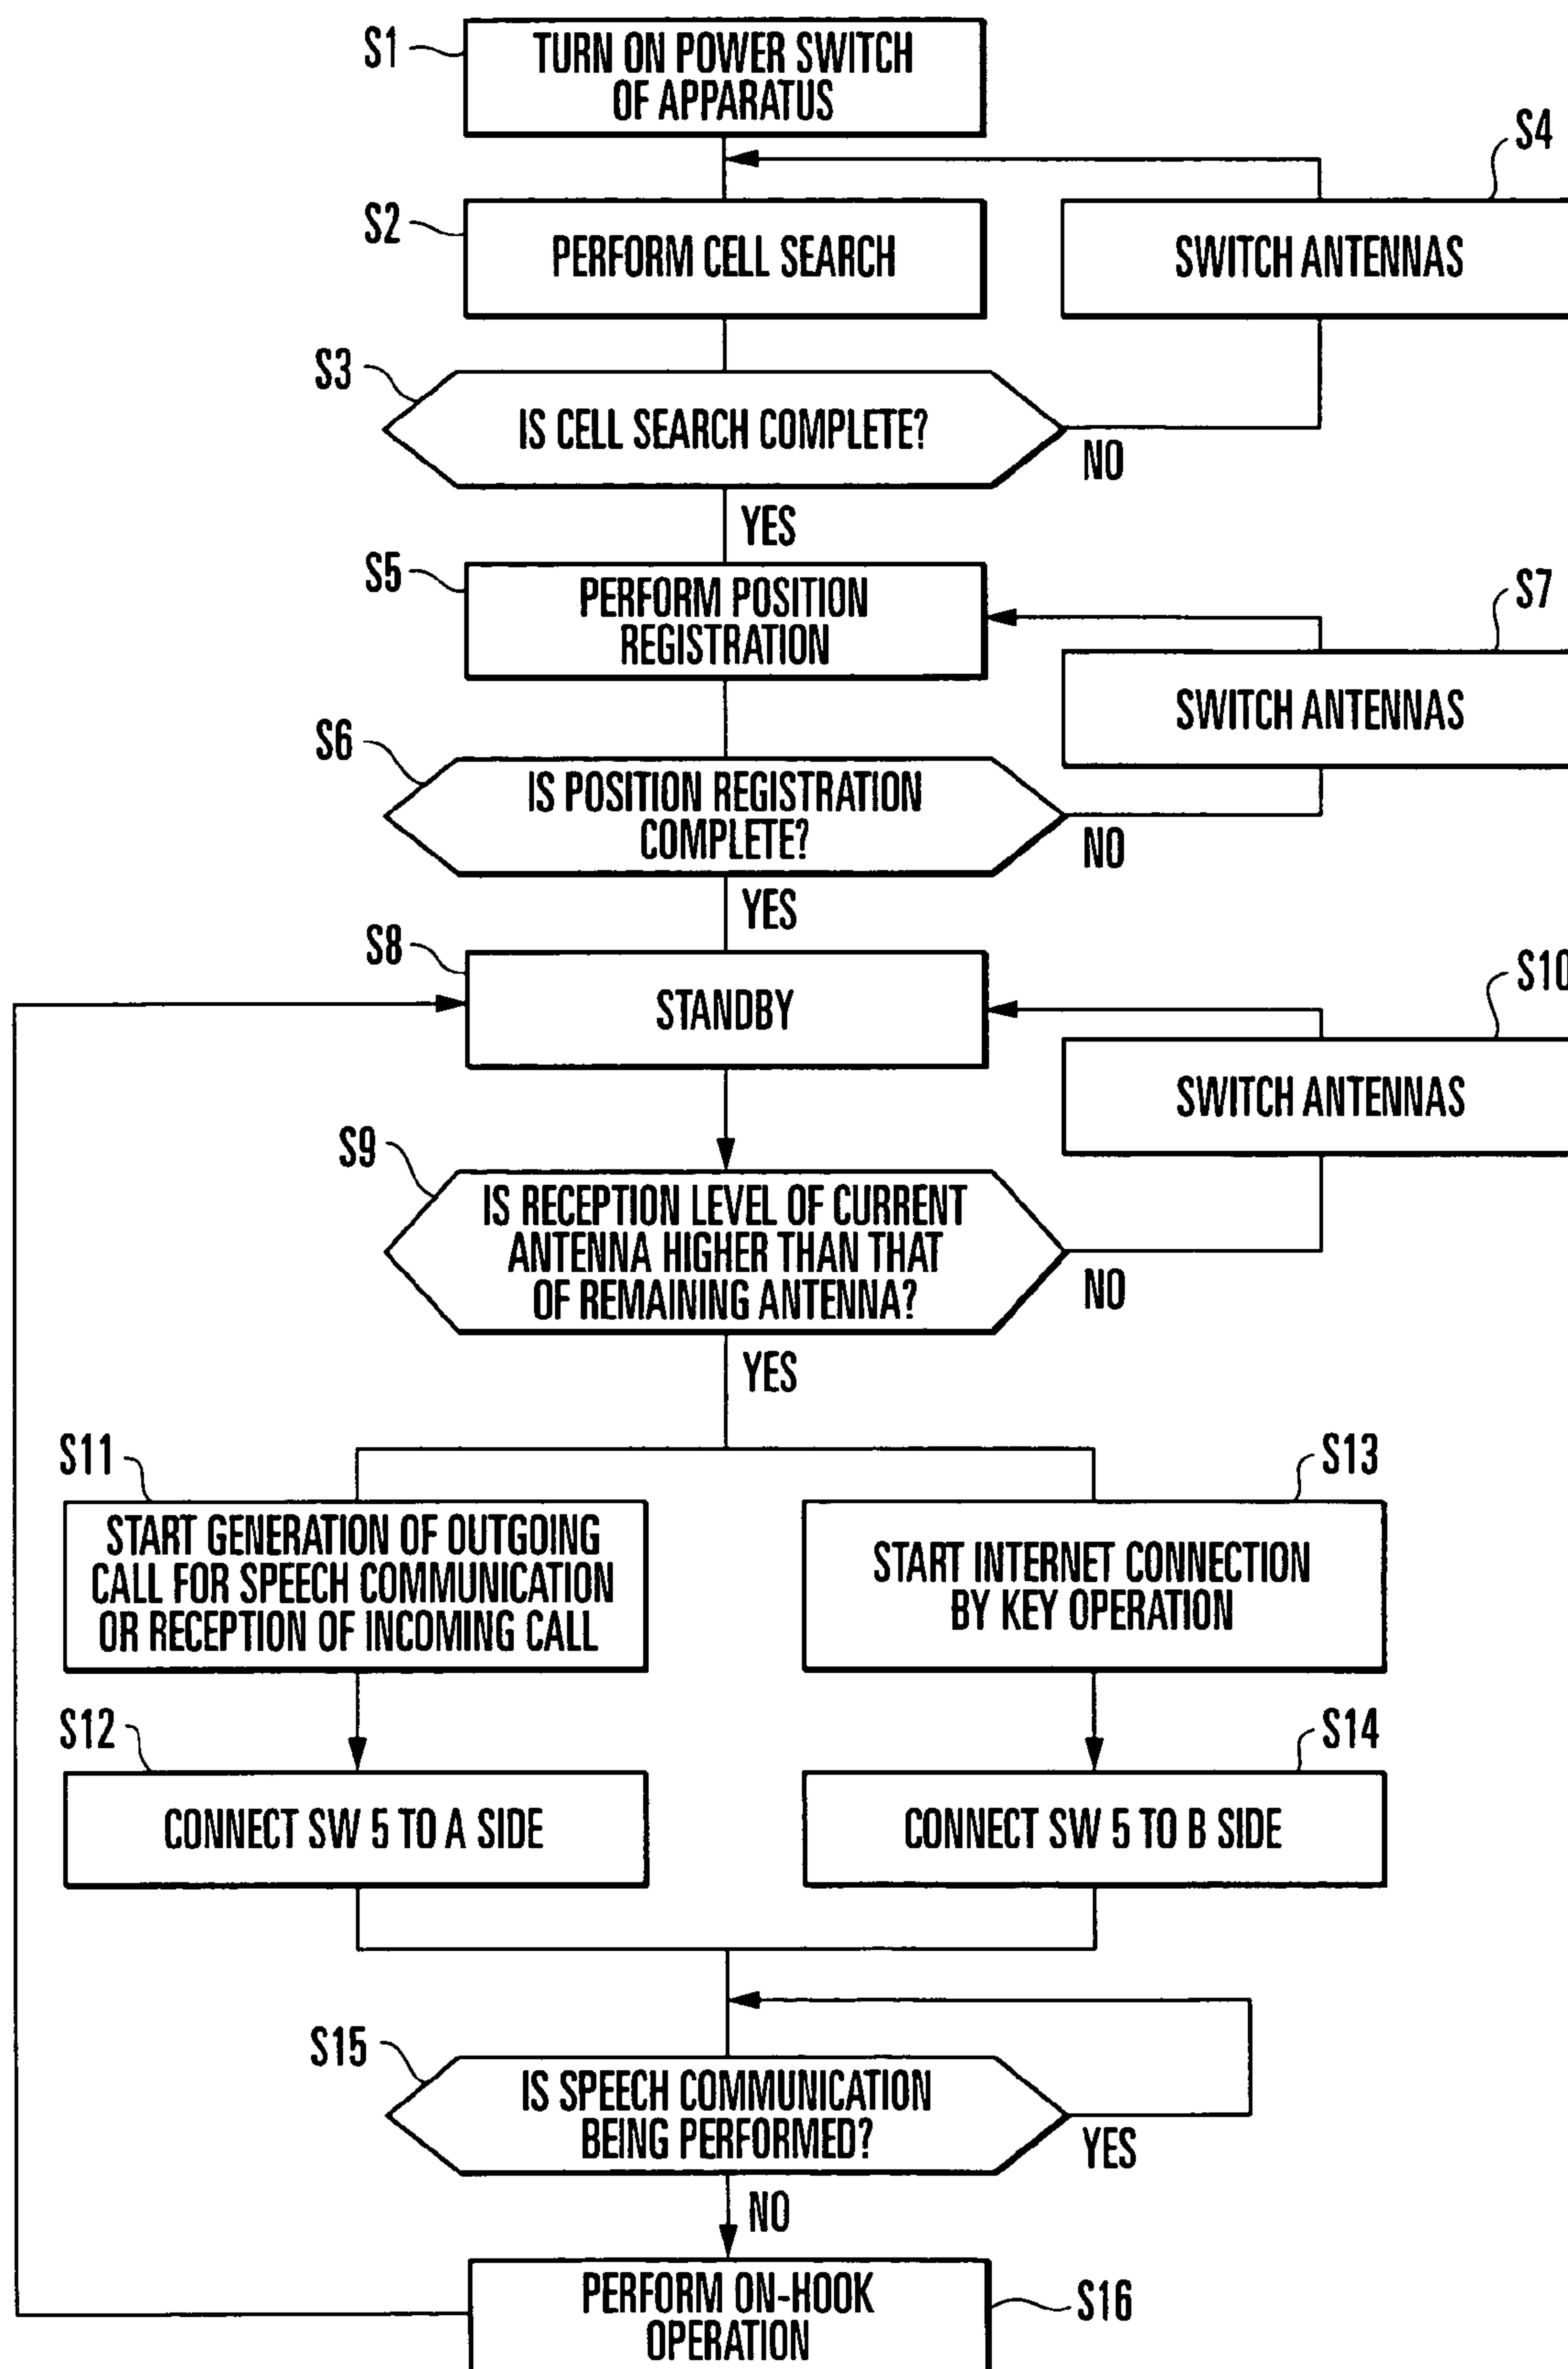 S1
TURN ON POWER SWITCH
OF APPARATUS
S4
S2
PERFORM CELL SEARCH
SWITCH ANTENNAS
S3
IS CELL SEARCH COMPLETE?
NO
YES
S5
PERFORM POSITION
REGISTRATION
S7
SWITCH ANTENNAS
S6
IS POSITION REGISTRATION
COMPLETE?
NO
YES
S8
STANDBY
S10
SWITCH ANTENNAS
S9
IS RECEPTION LEVEL OF CURRENT
ANTENNA HIGHER THAN THAT
OF REMAINING ANTENNA?
NO
YES
S11
START GENERATION OF OUTGOING
CALL FOR SPEECH COMMUNICATION
OR RECEPTION OF INCOMING CALL
S13
START INTERNET CONNECTION
BY KEY OPERATION
S12
CONNECT SW 5 TO A SIDE
S14
CONNECT SW 5 TO B SIDE
S15
IS SPEECH COMMUNICATION
BEING PERFORMED?
YES
NO
PERFORM ON-HOOK
OPERATION
S16